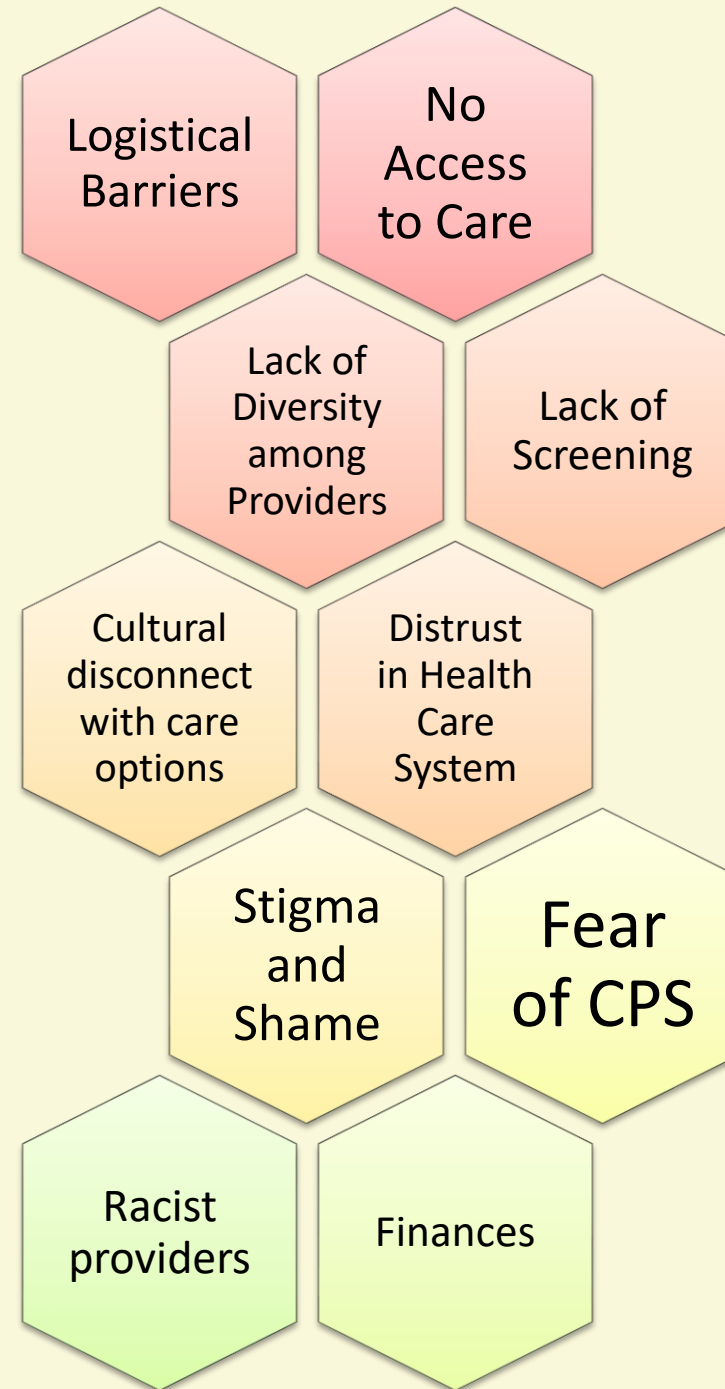 Logistical
Barriers
No
Access
to Care
Lack of
Diversity
among
Providers
Lack of
Screening
Cultural
disconnect
with care
options
Distrust
in Health
Care
System
Stigma
and
Shame
Fear
of CPS
Racist
providers
Finances